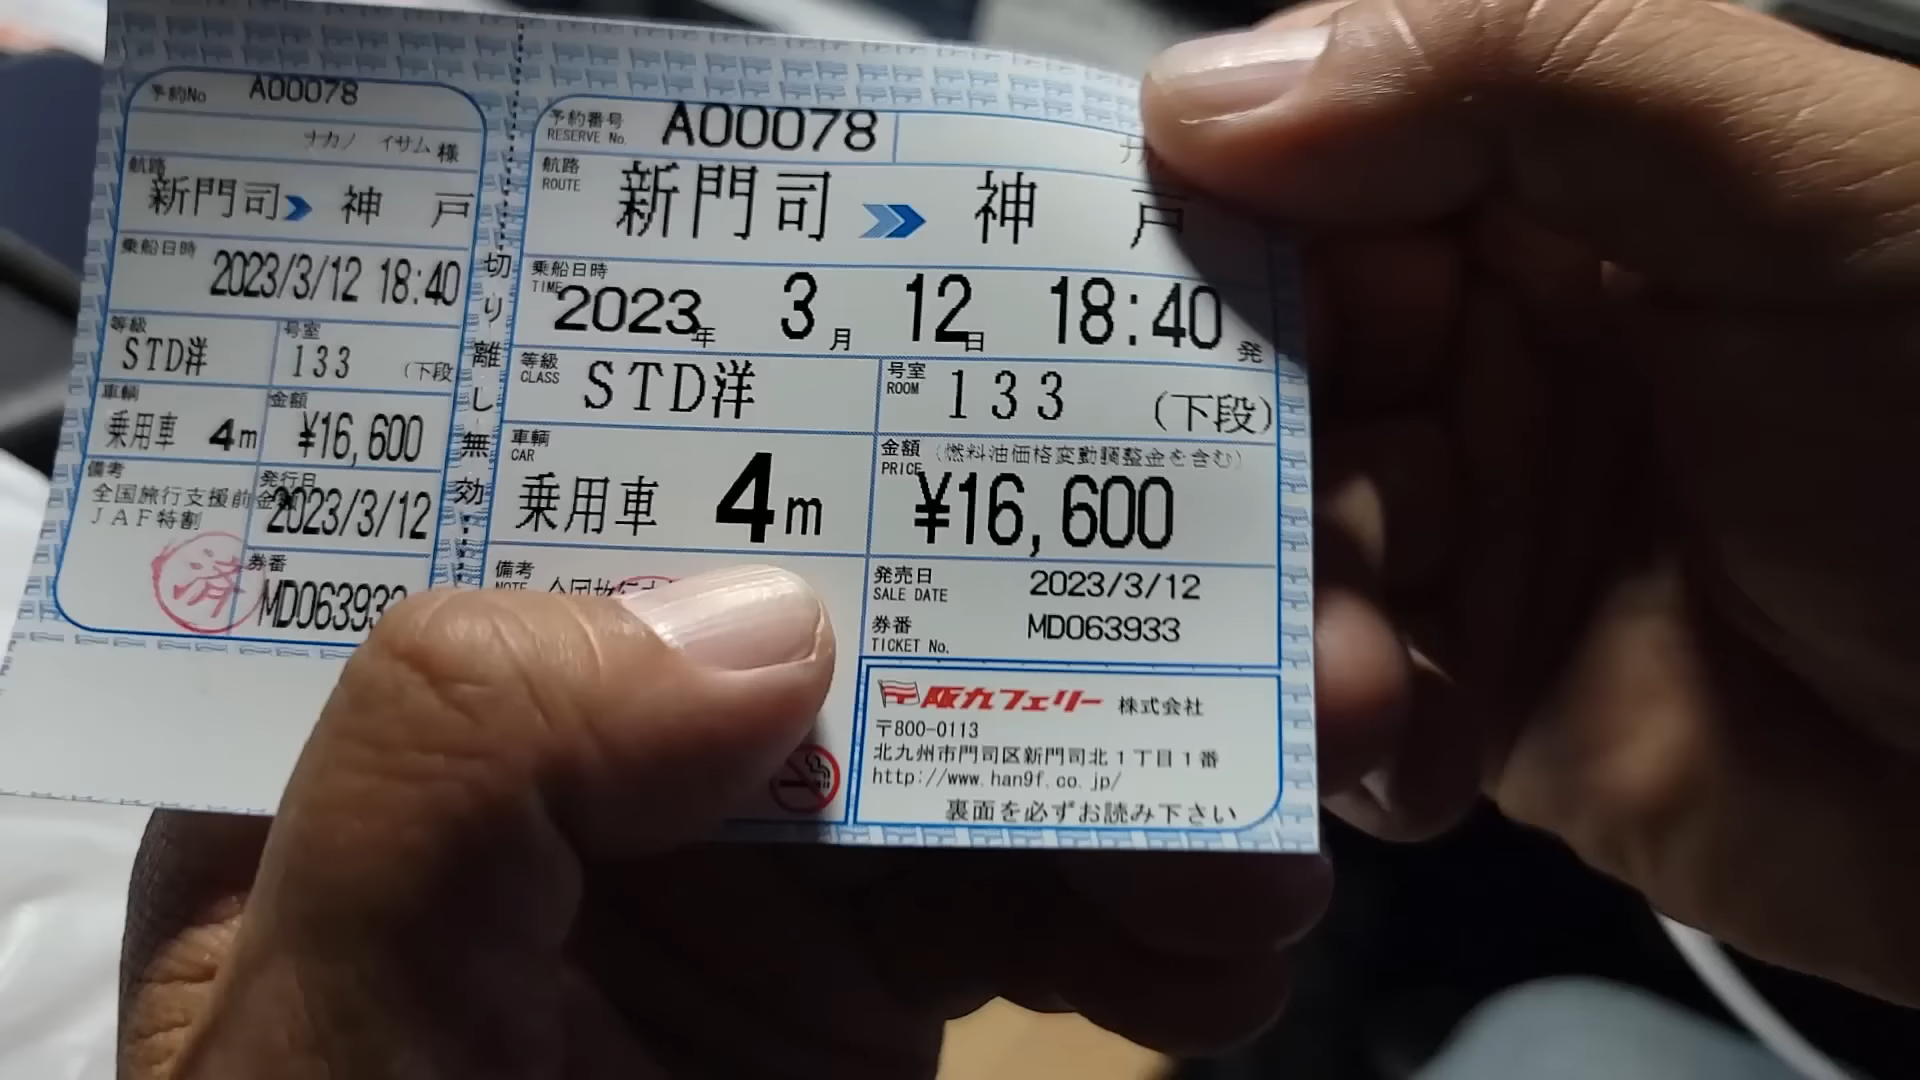 予約No A00078
ナカノ イサム 様
航路
新門司 神 戸
乗船日時
2023/3/12 18:40
等級 号室
STD洋 133 (下段
車輌 金額
乗用車 4m ¥16,600
備考 発行日
全国旅行支援前金 2023/3/12
JAF特割
済
券番
MD063933
切り離し無効
予約番号 RESERVE No. A00078
航路 ROUTE
新門司 神 戸
乗船日時 TIME
2023年 3月 12日 18:40発
等級 CLASS STD洋
号室 ROOM 133 (下段)
車輌 CAR
乗用車 4m
金額 (燃料油価格変動調整金を含む)
PRICE ¥16,600
備考 NOTE
発売日 SALE DATE 2023/3/12
券番 TICKET No. MD063933
阪九フェリー 株式会社
〒800-0113
北九州市門司区新門司北1丁目1番
http://www.han9f.co.jp/
裏面を必ずお読み下さい